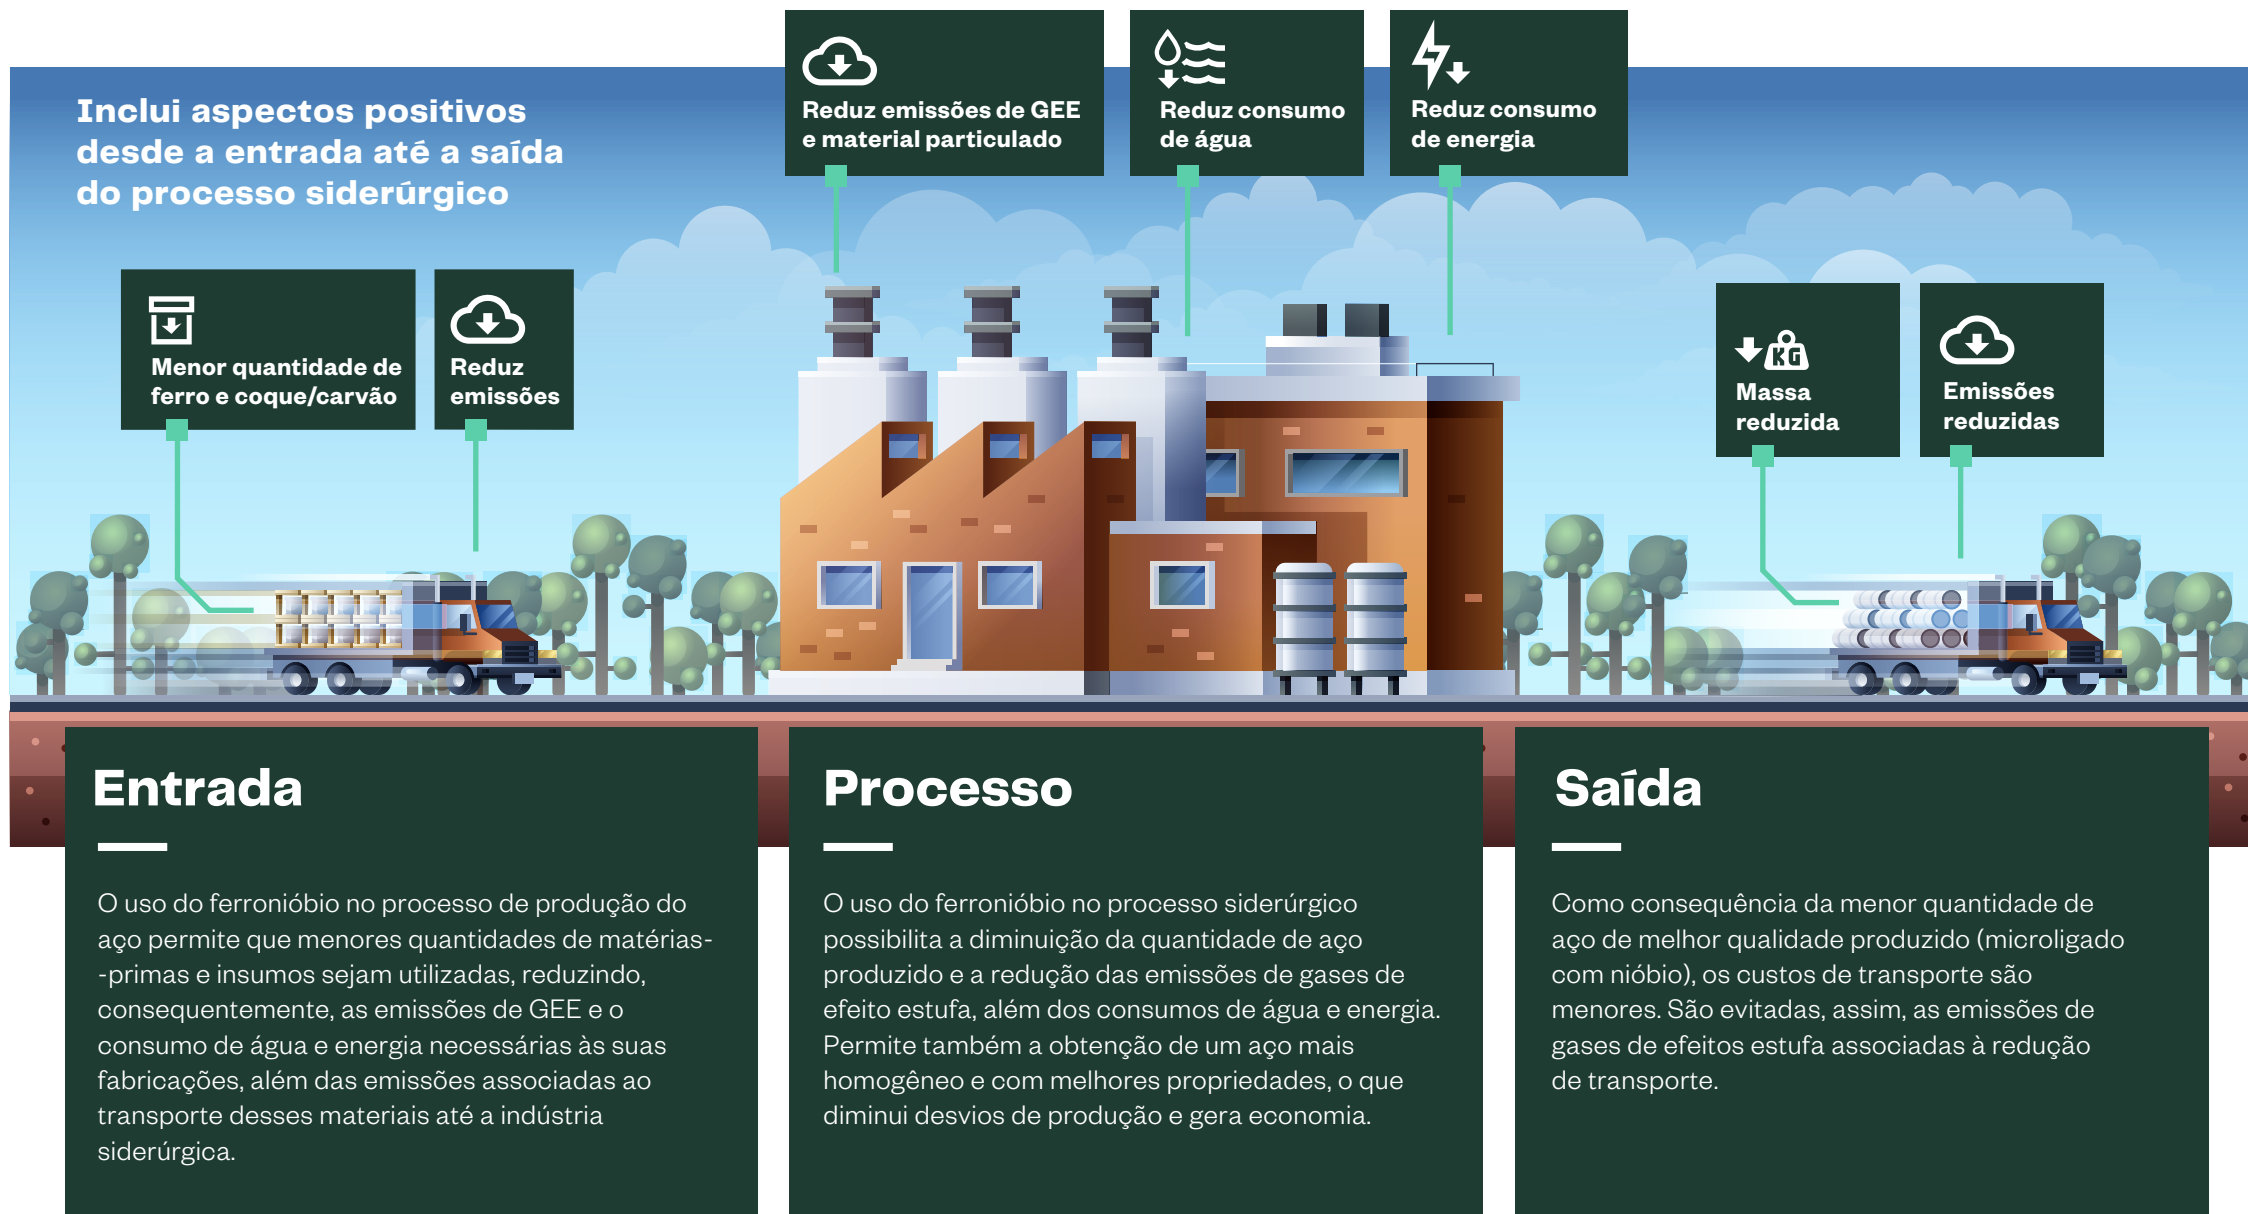 Inclui aspectos positivos
desde a entrada até a saída
do processo siderúrgico
Reduz emissões de GEE
e material particulado
Reduz consumo
de água
Reduz consumo
de energia
Menor quantidade de
ferro e coque/carvão
Reduz
emissões
KG
Massa
reduzida
Emissões
reduzidas
Entrada
O uso do ferronióbio no processo de produção do
aço permite que menores quantidades de matérias-
-primas e insumos sejam utilizadas, reduzindo,
consequentemente, as emissões de GEE e o
consumo de água e energia necessárias às suas
fabricações, além das emissões associadas ao
transporte desses materiais até a indústria
siderúrgica.
Processo
O uso do ferronióbio no processo siderúrgico
possibilita a diminuição da quantidade de aço
produzido e a redução das emissões de gases de
efeito estufa, além dos consumos de água e energia.
Permite também a obtenção de um aço mais
homogêneo e com melhores propriedades, o que
diminui desvios de produção e gera economia.
Saída
Como consequência da menor quantidade de
aço de melhor qualidade produzido (microligado
com nióbio), os custos de transporte são
menores. São evitadas, assim, as emissões de
gases de efeitos estufa associadas à redução
de transporte.